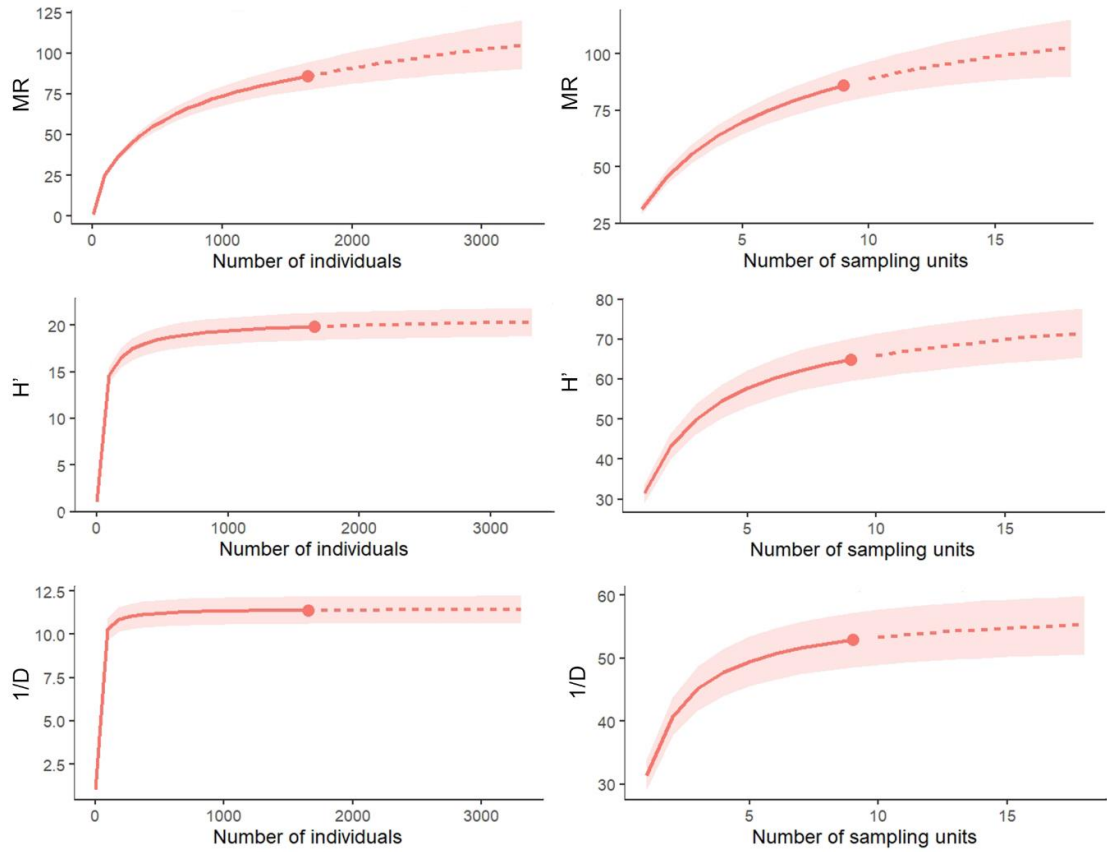 125
100
75
50
25
0
MR
0 1000 2000 3000
Number of individuals
100
75
50
25
MR
5 10 15
Number of sampling units
20
15
10
5
0
H'
0 1000 2000 3000
Number of individuals
80
70
60
50
40
30
H'
5 10 15
Number of sampling units
12.5
10.0
7.5
5.0
2.5
1/D
0 1000 2000 3000
Number of individuals
60
50
40
30
1/D
5 10 15
Number of sampling units